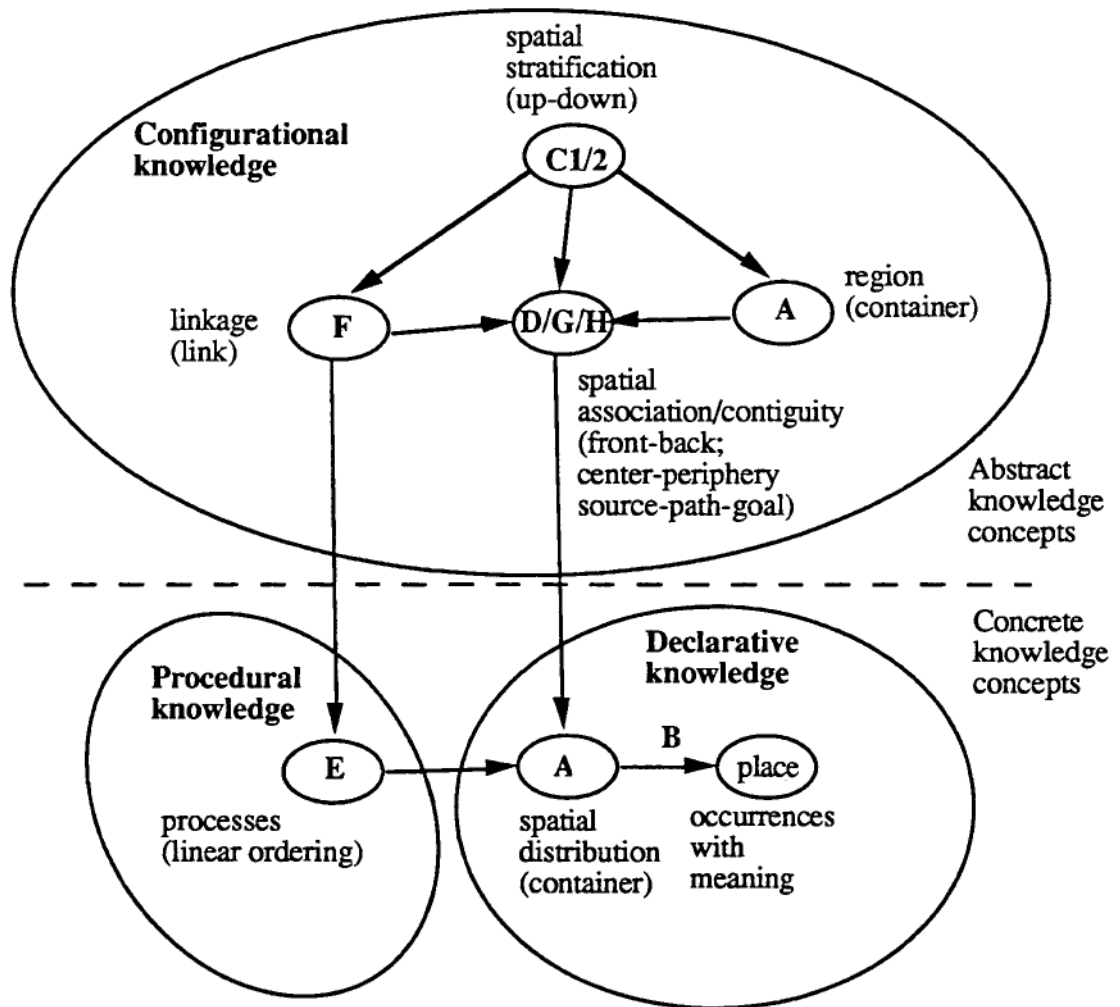 spatial
stratification
(up-down)
Configurational
knowledge
C1/2
linkage
(link)
F
D/G/H
A
region
(container)
spatial
association/contiguity
(front-back;
center-periphery
source-path-goal)
Abstract
knowledge
concepts
Concrete
knowledge
concepts
Procedural
knowledge
E
processes
(linear ordering)
Declarative
knowledge
A
B
place
spatial
distribution
(container)
occurrences
with
meaning